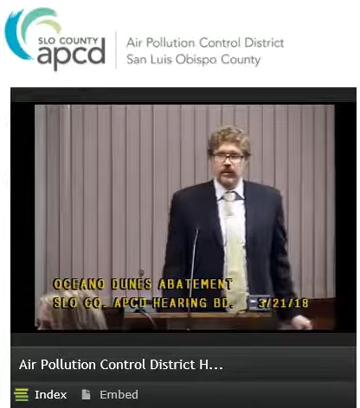 SLO COUNTY
apcd
Air Pollution Control District
San Luis Obispo County
OCEANO DUNES ABATEMENT
SLO CO. APCD HEARING BD. 3/21/18
Air Pollution Control District H...
Index
Embed